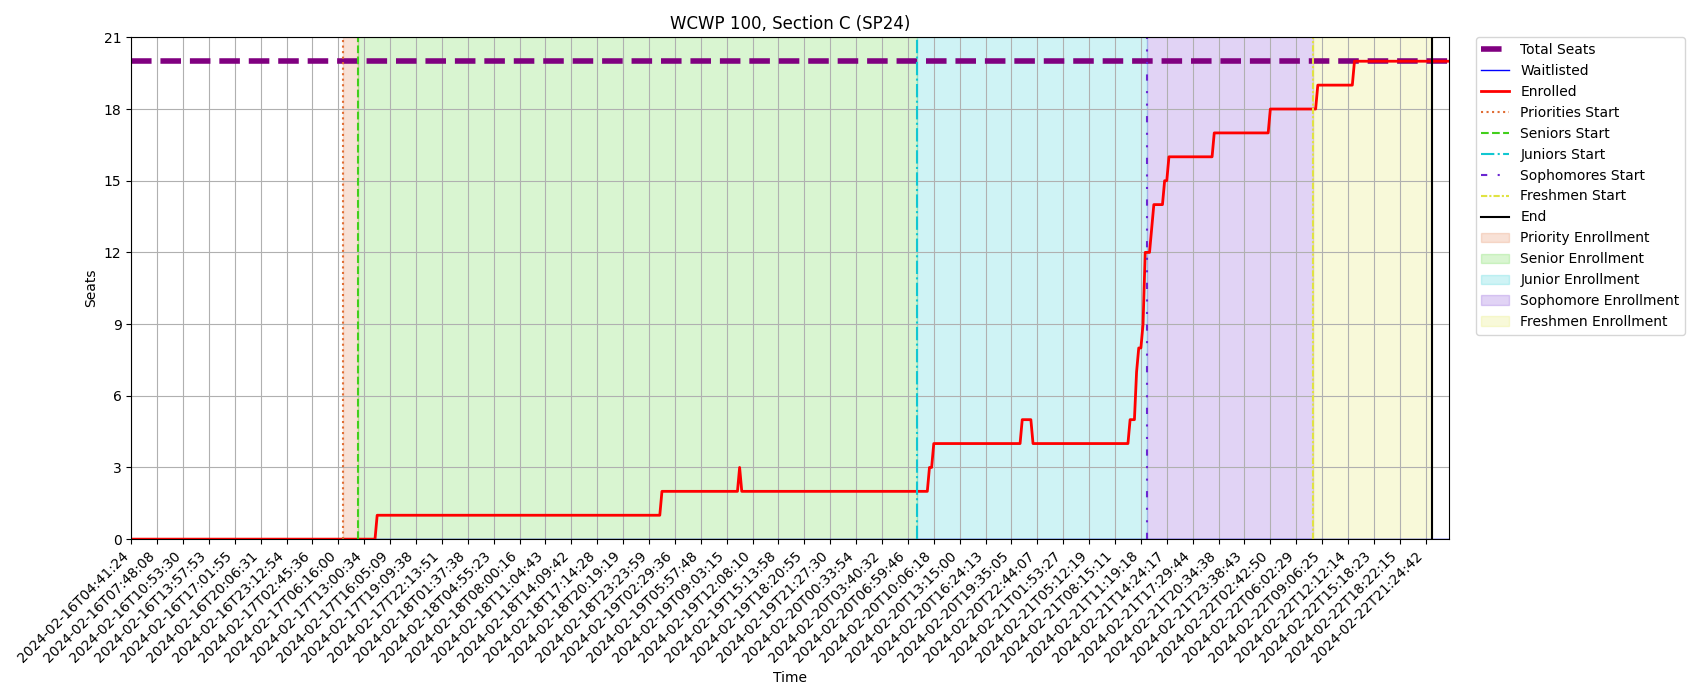 WCWP 100, Section C (SP24)
21
18
15
12
9
6
3
0
Seats
2024-02-16T04:41:24
2024-02-16T07:48:08
2024-02-16T10:53:30
2024-02-16T13:57:53
2024-02-16T17:01:55
2024-02-16T20:06:31
2024-02-16T23:12:54
2024-02-17T02:45:36
2024-02-17T06:16:00
2024-02-17T13:00:34
2024-02-17T16:05:09
2024-02-17T19:09:38
2024-02-17T22:13:51
2024-02-18T01:37:38
2024-02-18T04:55:23
2024-02-18T08:00:16
2024-02-18T11:04:43
2024-02-18T14:09:42
2024-02-18T17:14:28
2024-02-18T20:19:19
2024-02-18T23:23:59
2024-02-19T02:29:36
2024-02-19T05:57:48
2024-02-19T09:03:15
2024-02-19T12:08:10
2024-02-19T15:13:58
2024-02-19T18:20:55
2024-02-19T21:27:30
2024-02-20T00:33:54
2024-02-20T03:40:32
2024-02-20T06:59:46
2024-02-20T10:06:18
2024-02-20T13:15:00
2024-02-20T16:24:13
2024-02-20T19:35:05
2024-02-20T22:44:07
2024-02-21T01:53:27
2024-02-21T05:12:19
2024-02-21T08:15:11
2024-02-21T11:19:18
2024-02-21T14:24:17
2024-02-21T17:29:44
2024-02-21T20:34:38
2024-02-21T23:38:43
2024-02-22T02:42:50
2024-02-22T06:02:29
2024-02-22T09:06:25
2024-02-22T12:12:14
2024-02-22T15:18:23
2024-02-22T18:22:15
2024-02-22T21:24:42
Time
Total Seats
Waitlisted
Enrolled
Priorities Start
Seniors Start
Juniors Start
Sophomores Start
Freshmen Start
End
Priority Enrollment
Senior Enrollment
Junior Enrollment
Sophomore Enrollment
Freshmen Enrollment